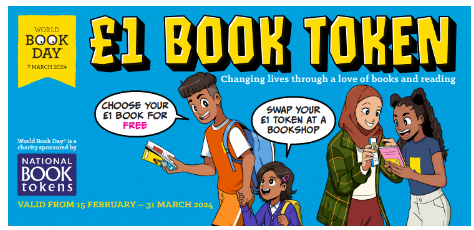 WORLD
BOOK
DAY
7 MARCH 2024
£1 BOOK TOKEN
Changing lives through a love of books and reading
CHOOSE YOUR
£1 BOOK FOR
FREE
SWAP YOUR
£1 TOKEN AT A
BOOKSHOP
World Book Day® is a
charity sponsored by
NATIONAL
BOOK
tokens
VALID FROM 15 FEBRUARY – 31 MARCH 2024